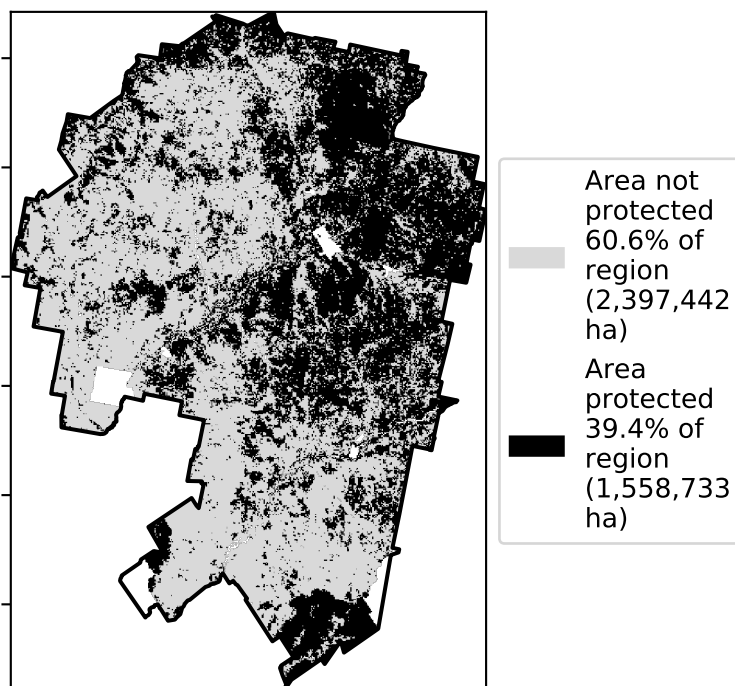 Area not
protected
60.6% of
region
(2,397,442
ha)
Area
protected
39.4% of
region
(1,558,733
ha)